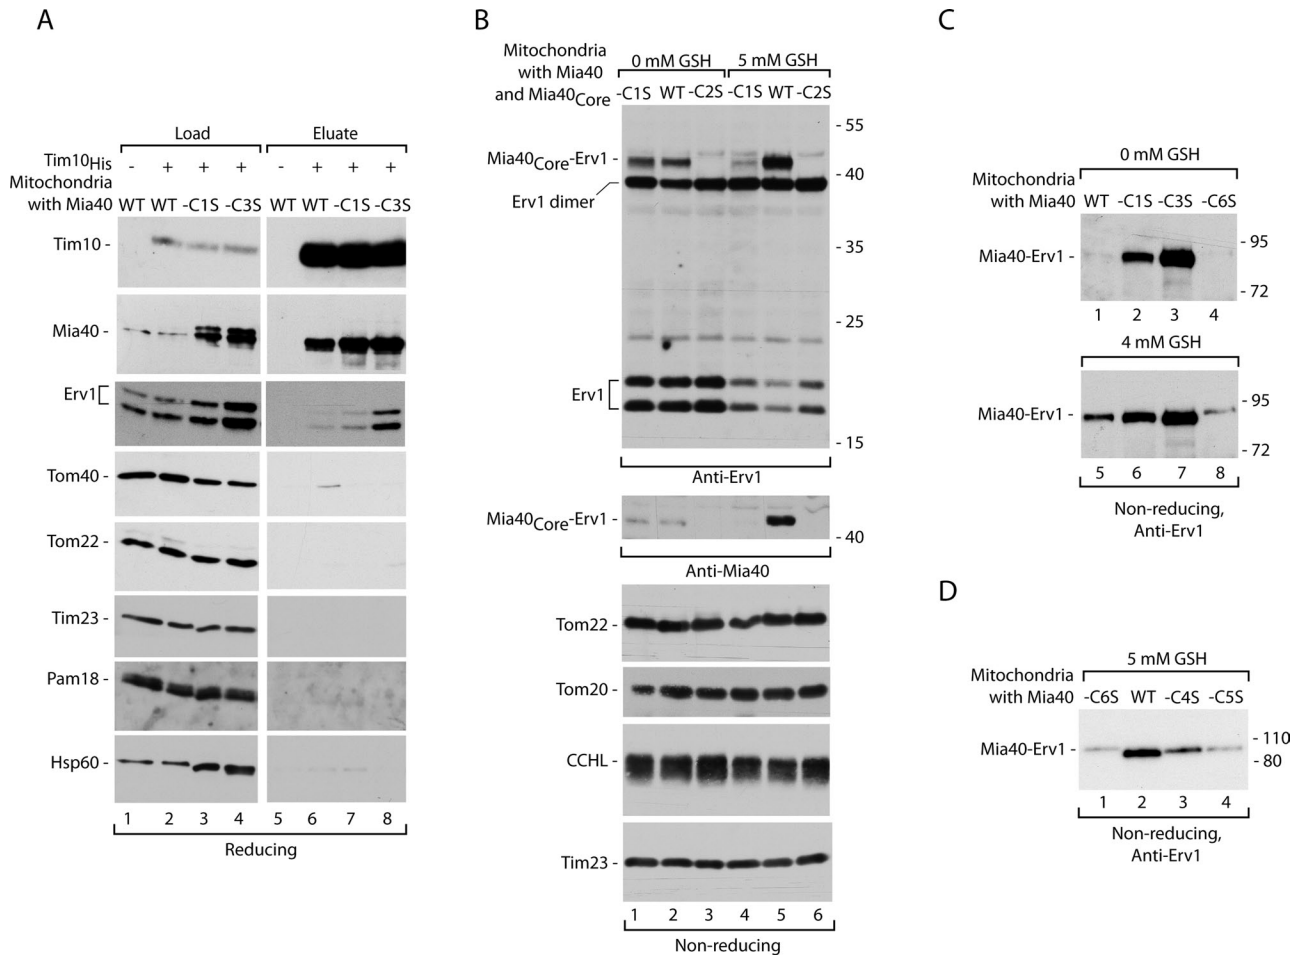 A
Load
Eluate
Tim10His
- + + + - + + +
Mitochondria
with Mia40
WT WT -C1S -C3S WT WT -C1S -C3S
Tim10 -
Mia40 -
Erv1
Tom40 -
Tom22 -
Tim23 -
Pam18 -
Hsp60 -
1 2 3 4 5 6 7 8
Reducing
B
Mitochondria
with Mia40
and Mia40Core
0 mM GSH
5 mM GSH
-C1S WT -C2S -C1S WT -C2S
- 55
Mia40Core-Erv1 -
- 40
Erv1 dimer
- 35
- 25
Erv1
- 15
Anti-Erv1
Mia40Core-Erv1 -
- 40
Anti-Mia40
Tom22 -
Tom20 -
CCHL -
Tim23 -
1 2 3 4 5 6
Non-reducing
C
0 mM GSH
Mitochondria
with Mia40
WT -C1S -C3S -C6S
- 95
Mia40-Erv1 -
- 72
1 2 3 4
4 mM GSH
- 95
Mia40-Erv1 -
- 72
5 6 7 8
Non-reducing,
Anti-Erv1
D
5 mM GSH
Mitochondria
with Mia40
-C6S WT -C4S -C5S
Mia40-Erv1 -
- 110
- 80
1 2 3 4
Non-reducing,
Anti-Erv1